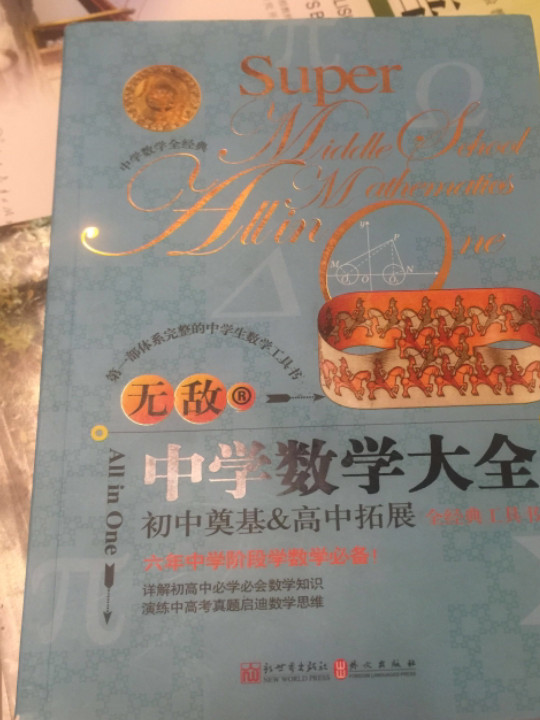 Super
中学数学全经典
Middle School
Mathematics
All in One
y
P
M
O
N
第一部体系完整的中学生数学工具书
无敌®
All in One
中学数学大全
初中奠基&高中拓展 全经典工具书
六年中学阶段学数学必备!
详解初高中必学必会数学知识
演练中高考真题启迪数学思维
新世界出版社 外文出版社
NEW WORLD PRESS FOREIGN LANGUAGES PRESS